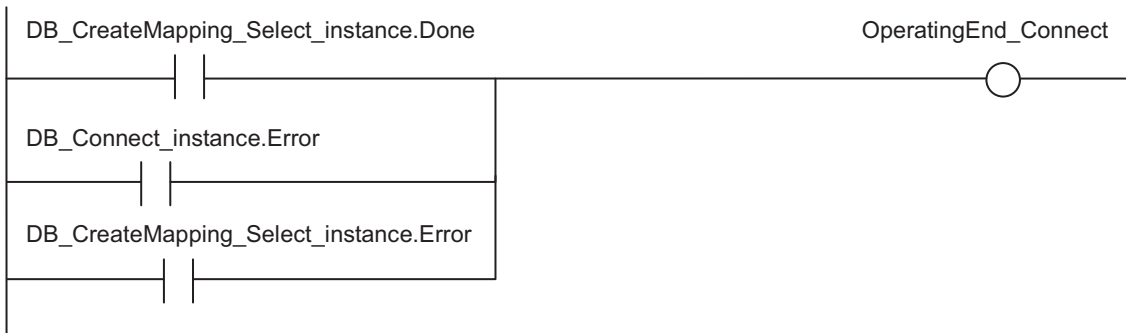 DB_CreateMapping_Select_instance.Done
OperatingEnd_Connect
DB_Connect_instance.Error
DB_CreateMapping_Select_instance.Error